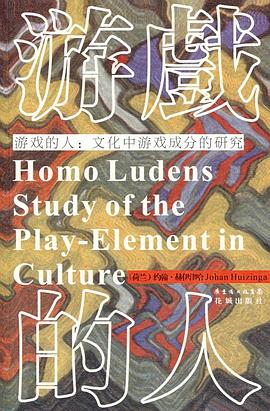 游戲
游戏的人：文化中游戏成分的研究
Homo Ludens
Study of the
Play-Element in
Culture
(荷兰) 约翰·赫伊津哈 Johan Huizinga
花城出版社
的人